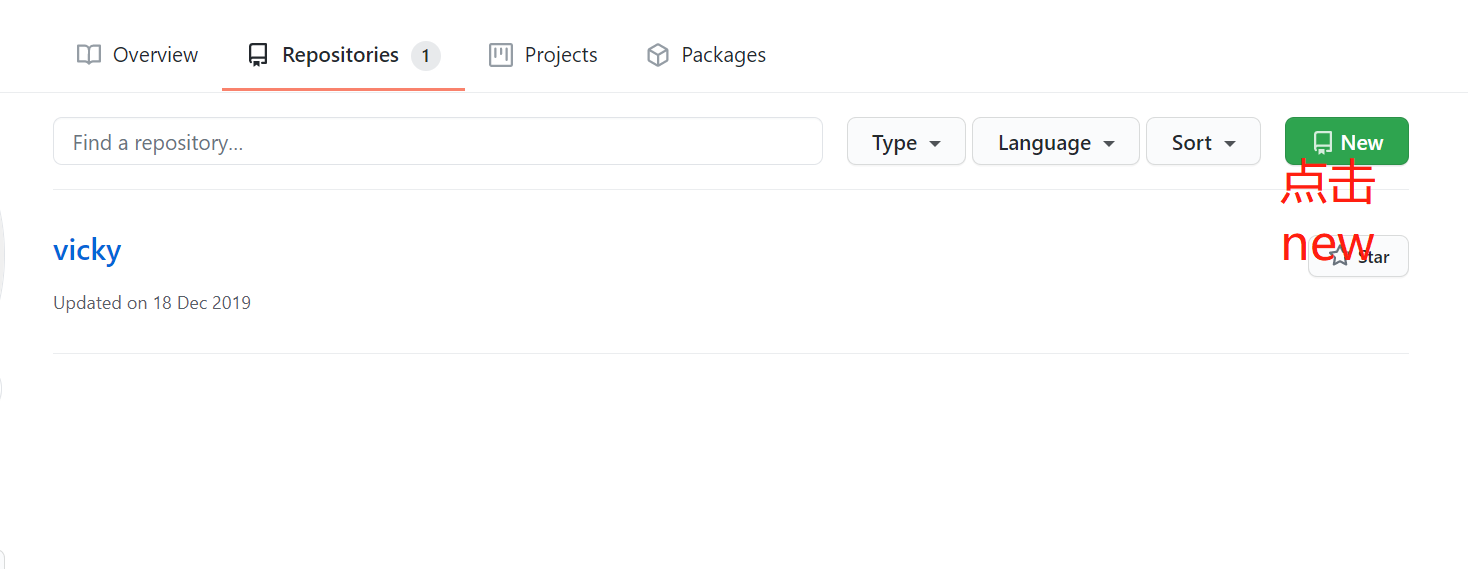 Overview Repositories 1 Projects Packages
Find a repository... Type Language Sort New
点击
new
vicky
Star
Updated on 18 Dec 2019